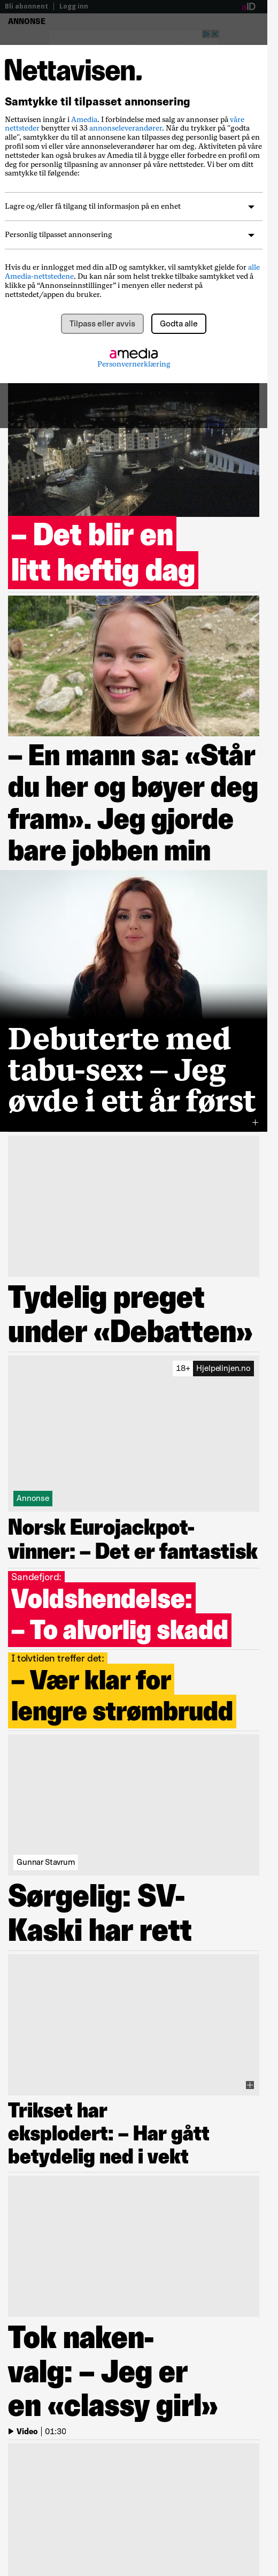 Bli abonnent | Logg inn
aID
ANNONSE
Nettavisen.
Samtykke til tilpasset annonsering
Nettavisen inngår i Amedia. I forbindelse med salg av annonser på våre
nettsteder benytter vi 33 annonseleverandører. Når du trykker på "godta
alle", samtykker du til at annonsene kan tilpasses deg personlig basert på en
profil som vi eller våre annonseleverandører har om deg. Aktiviteten på våre
nettsteder kan også brukes av Amedia til å bygge eller forbedre en profil om
deg for personlig tilpasning av annonser på våre nettsteder. Vi ber om ditt
samtykke til følgende:
Lagre og/eller få tilgang til informasjon på en enhet
Personlig tilpasset annonsering
Hvis du er innlogget med din aID og samtykker, vil samtykket gjelde for alle
Amedia-nettstedene. Du kan når som helst trekke tilbake samtykket ved å
klikke på “Annonseinnstillinger” i menyen eller nederst på
nettstedet/appen du bruker.
Tilpass eller avvis
Godta alle
amedia
Personvernerklæring
– Det blir en
litt heftig dag
– En mann sa: «Står
du her og bøyer deg
fram». Jeg gjorde
bare jobben min
Debuterte med
tabu-sex: – Jeg
øvde i ett år først
Tydelig preget
under «Debatten»
18+ Hjelpelinjen.no
Annonse
Norsk Eurojackpot-
vinner: – Det er fantastisk
Sandefjord:
Voldshendelse:
– To alvorlig skadd
I tolvtiden treffer det:
– Vær klar for
lengre strømbrudd
Gunnar Stavrum
Sørgelig: SV-
Kaski har rett
Trikset har
eksplodert: – Har gått
betydelig ned i vekt
Tok naken-
valg: – Jeg er
en «classy girl»
Video | 01:30